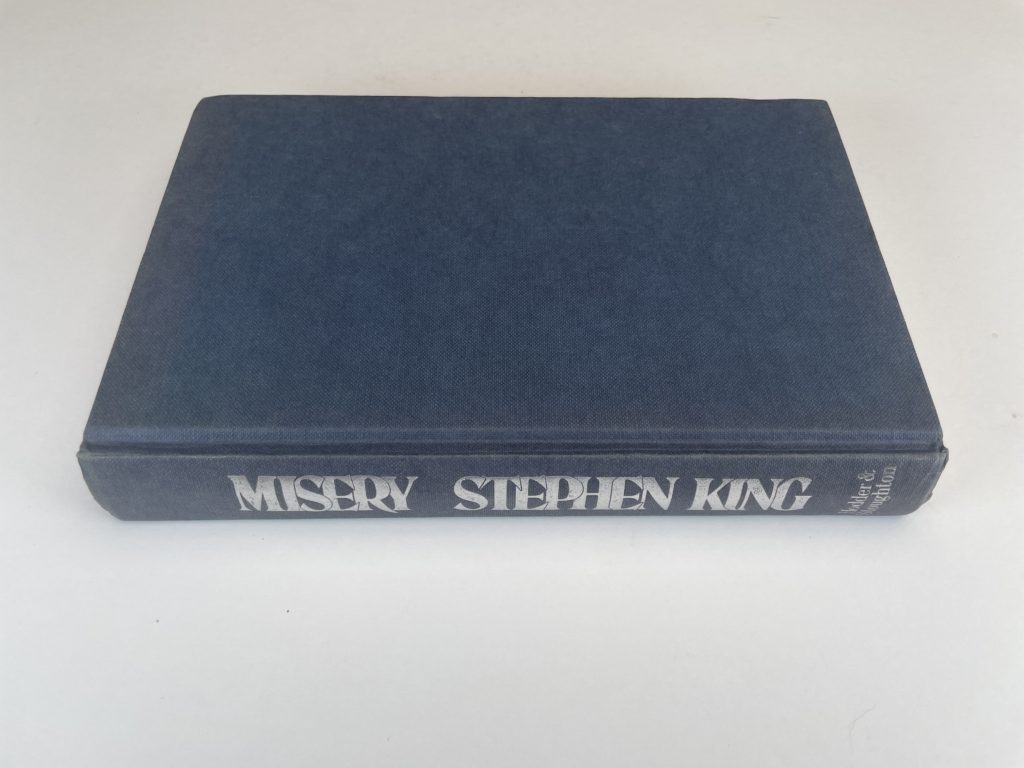 MISERY STEPHEN KING
Hodder &
Stoughton